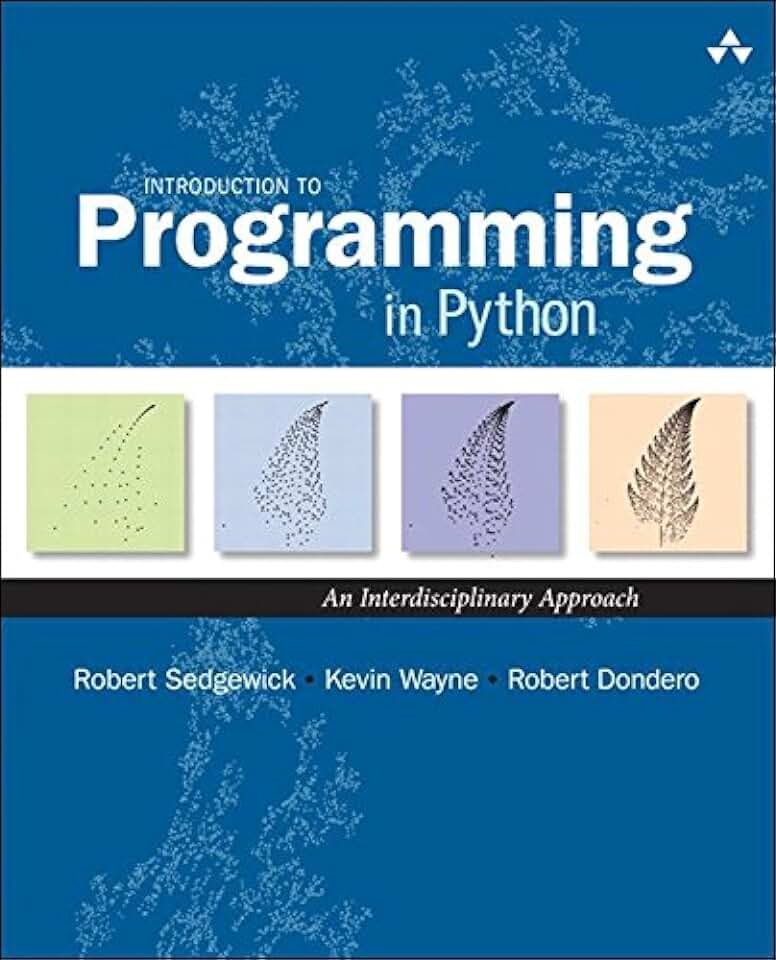 INTRODUCTION TO
Programming
in Python
An Interdisciplinary Approach
Robert Sedgewick • Kevin Wayne • Robert Dondero